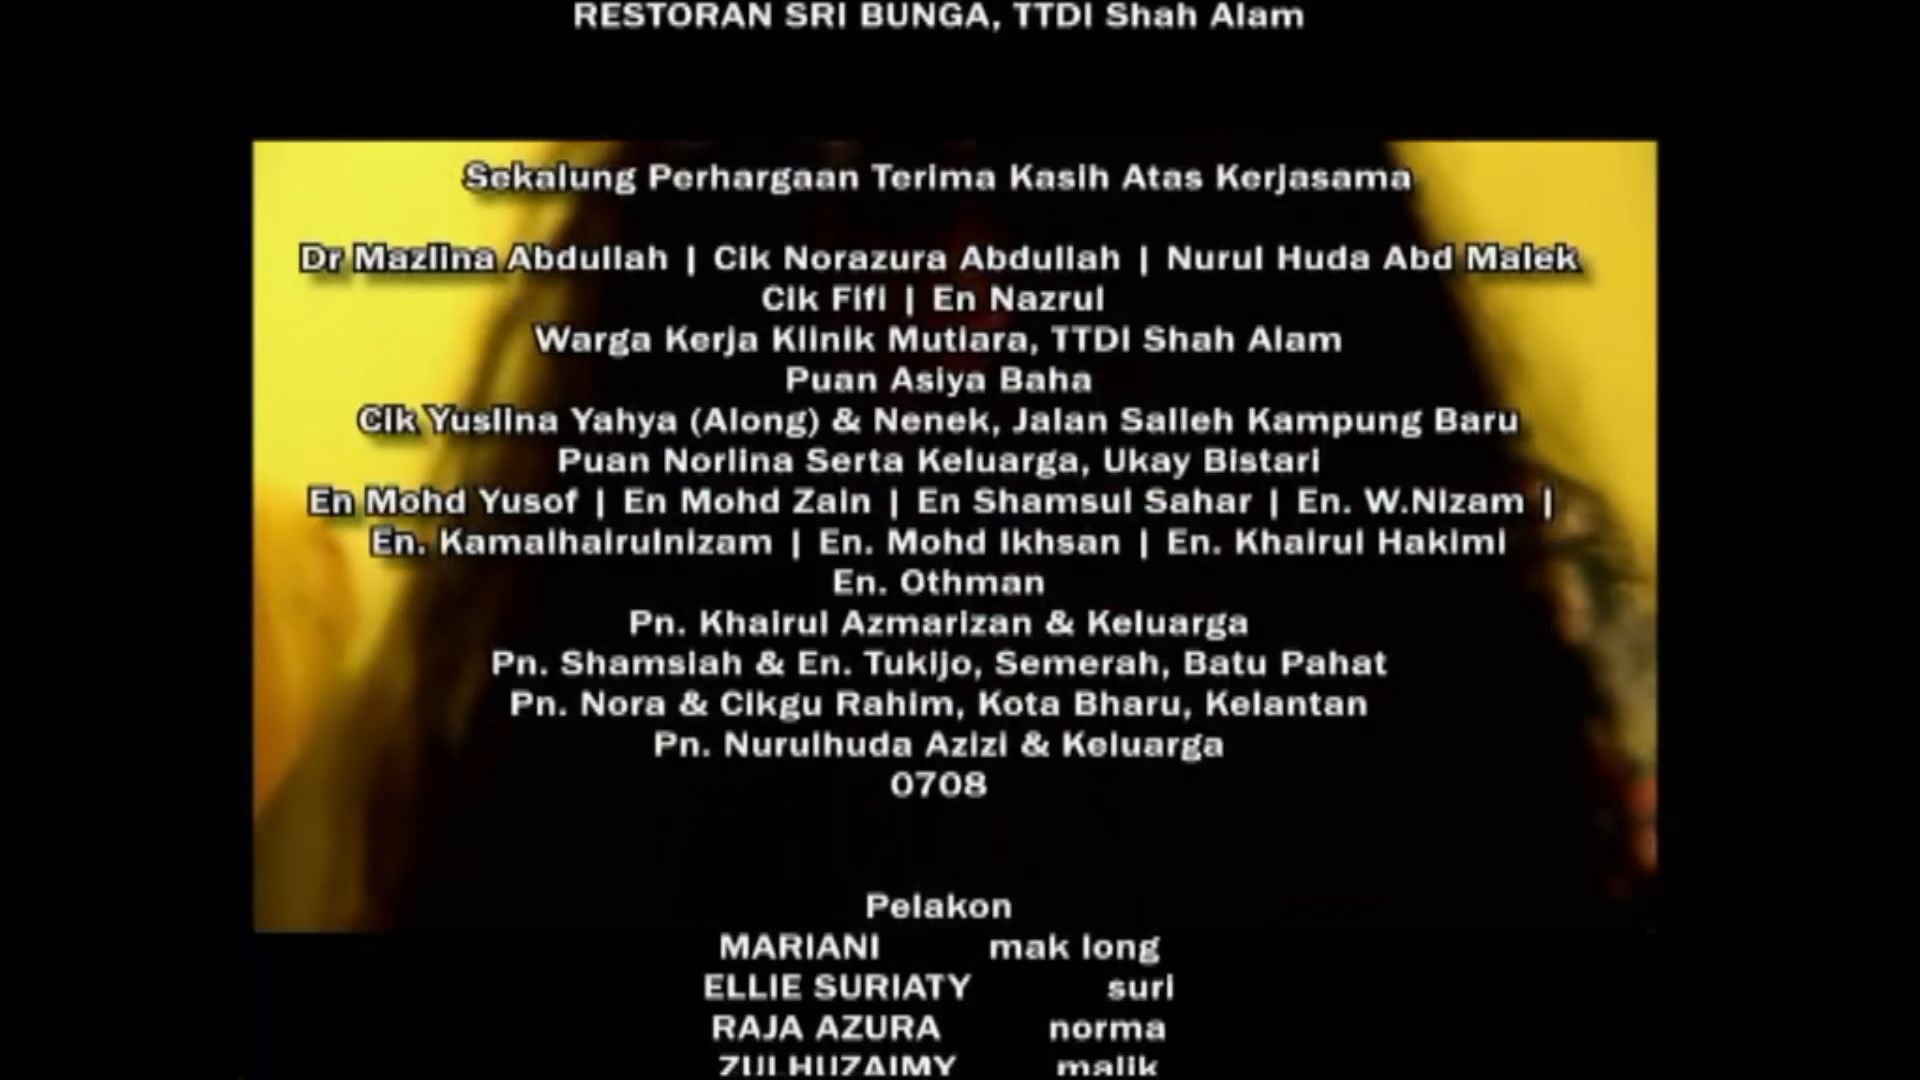 RESTORAN SRI BUNGA, TTDI Shah Alam
Sekalung Perhargaan Terima Kasih Atas Kerjasama
Dr Mazlina Abdullah | Cik Norazura Abdullah | Nurul Huda Abd Malek
Cik Fifi | En Nazrul
Warga Kerja Klinik Mutiara, TTDI Shah Alam
Puan Asiya Baha
Cik Yuslina Yahya (Along) & Nenek, Jalan Salleh Kampung Baru
Puan Norlina Serta Keluarga, Ukay Bistari
En Mohd Yusof | En Mohd Zain | En Shamsul Sahar | En. W.Nizam |
En. Kamalhairulnizam | En. Mohd Ikhsan | En. Khairul Hakimi
En. Othman
Pn. Khairul Azmarizan & Keluarga
Pn. Shamsiah & En. Tukijo, Semerah, Batu Pahat
Pn. Nora & Cikgu Rahim, Kota Bharu, Kelantan
Pn. Nurulhuda Azizi & Keluarga
0708
Pelakon
MARIANI mak long
ELLIE SURIATY suri
RAJA AZURA norma
ZULHUZAIMY malik